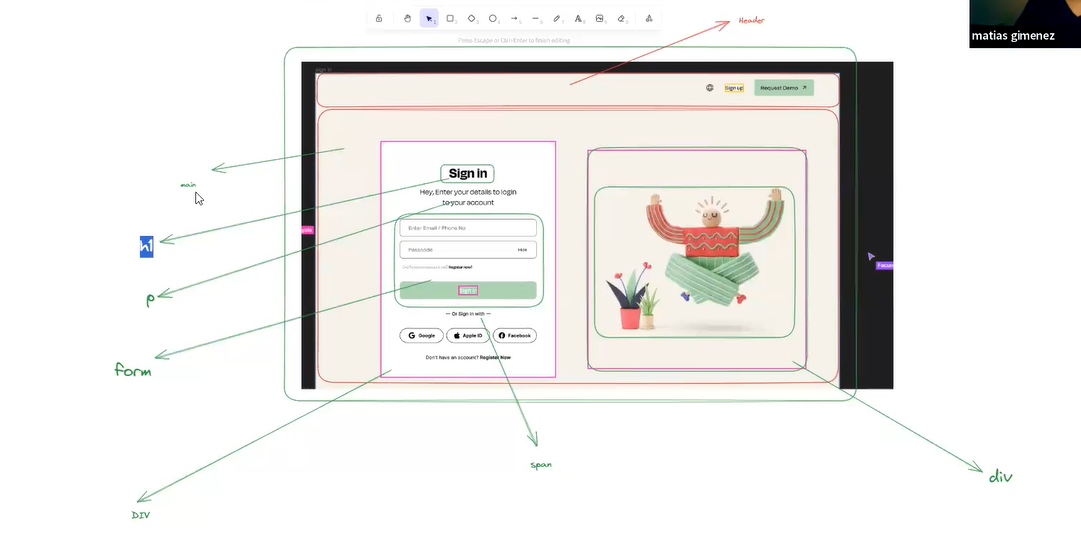 Press Escape or Ctrl+Enter to finish editing
Header
matias gimenez
Sign in
Sign up
Request Demo
main
Sign in
Hey, Enter your details to login
to your account
h1
Enter Email / Phone No
Passcode
Hide
Register now!
p
Focus
form
— Or Sign in with —
Google
Apple ID
Facebook
Don't have an account? Register Now
span
div
DIV